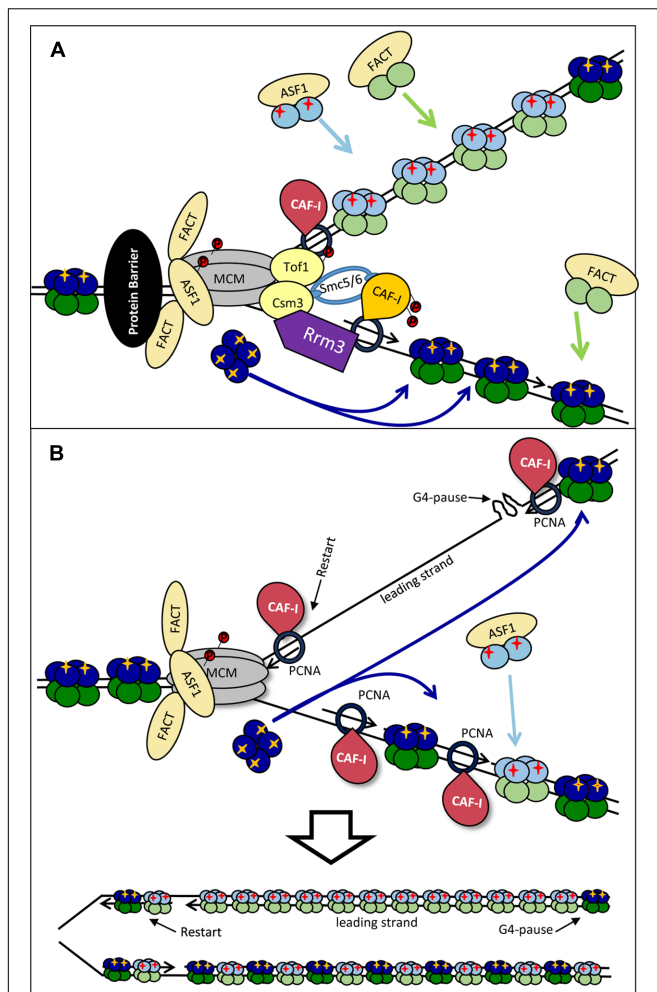 A
ASF1
FACT
CAF-I
FACT
P
MCM
Tof1
P
Smc5/6
FACT
Protein Barrier
ASF1
P
Csm3
CAF-I
P
P
FACT
Rrm3
B
CAF-I
G4-pause
PCNA
Restart
leading strand
CAF-I
FACT
ASF1
P
P
MCM
PCNA
ASF1
PCNA
FACT
PCNA
CAF-I
CAF-I
Restart
leading strand
G4-pause